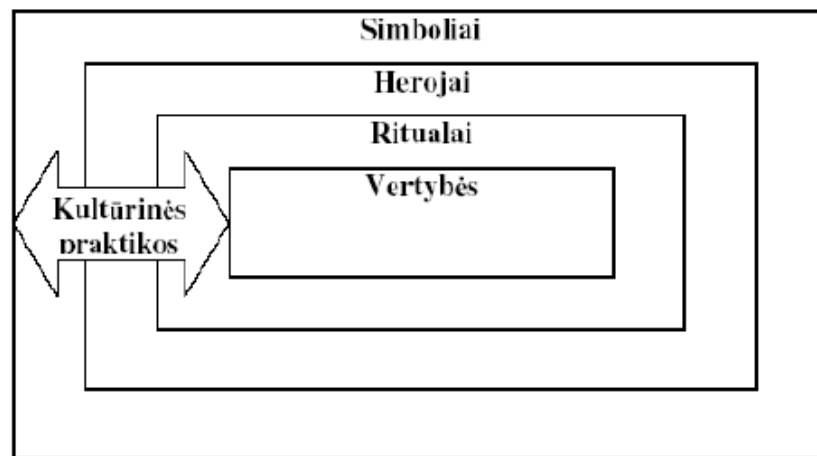 Simboliai
Herojai
Ritualai
Vertybės
Kultūrinės
praktikos